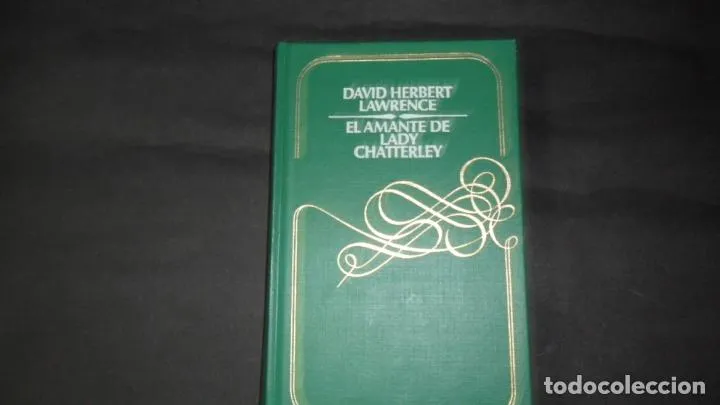 DAVID HERBERT
LAWRENCE
EL AMANTE DE
LADY
CHATTERLEY
todocoleccion